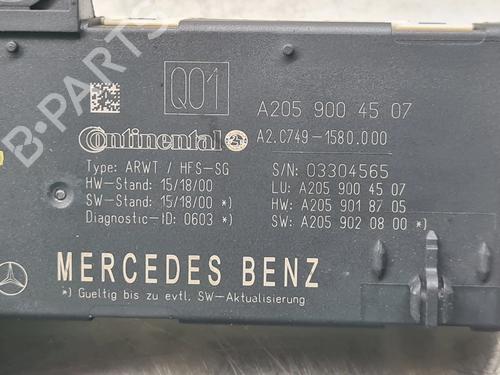 Q01
A205 900 45 07
Continental
A2.C749-1580.000
Type: ARWT / HFS-SG
S/N: 03304565
HW-Stand: 15/18/00
LU: A205 900 45 07
SW-Stand: 15/18/00 *)
HW: A205 901 87 05
Diagnostic-ID: 0603 *)
SW: A205 902 08 00 *)
MERCEDES BENZ
*) Gueltig bis zu evtl. SW-Aktualisierung
B-PARTS